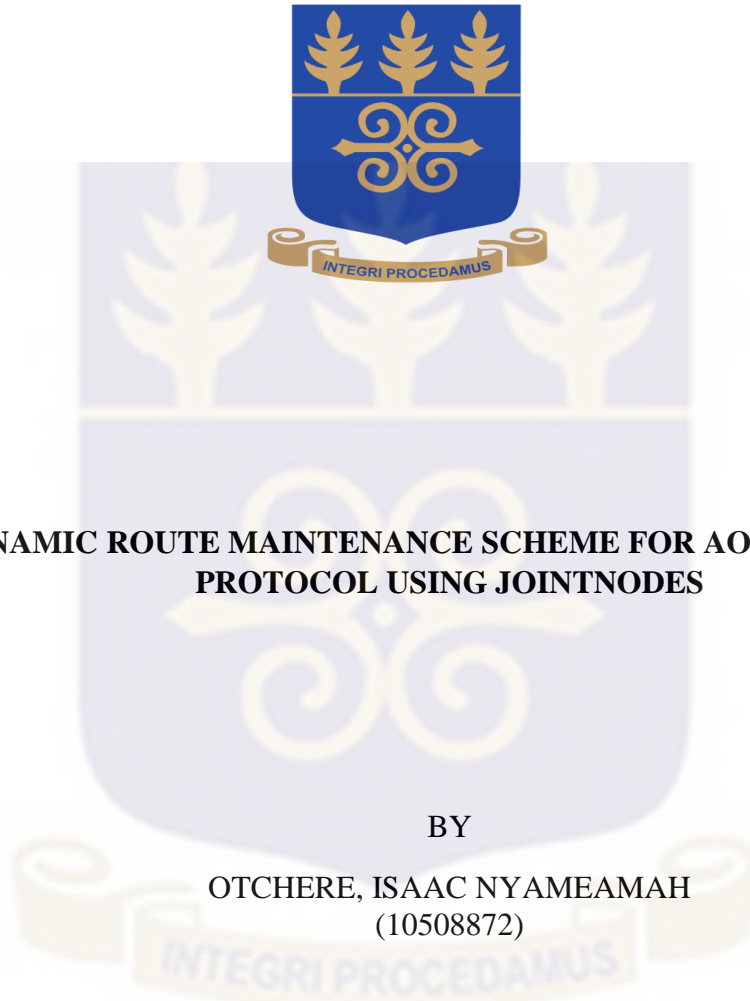 INTEGRI PROCEDAMUS
NAMIC ROUTE MAINTENANCE SCHEME FOR AO
PROTOCOL USING JOINTNODES
BY
OTCHERE, ISAAC NYAMEAMAH
(10508872)
INTEGRI PROCEDAMUS